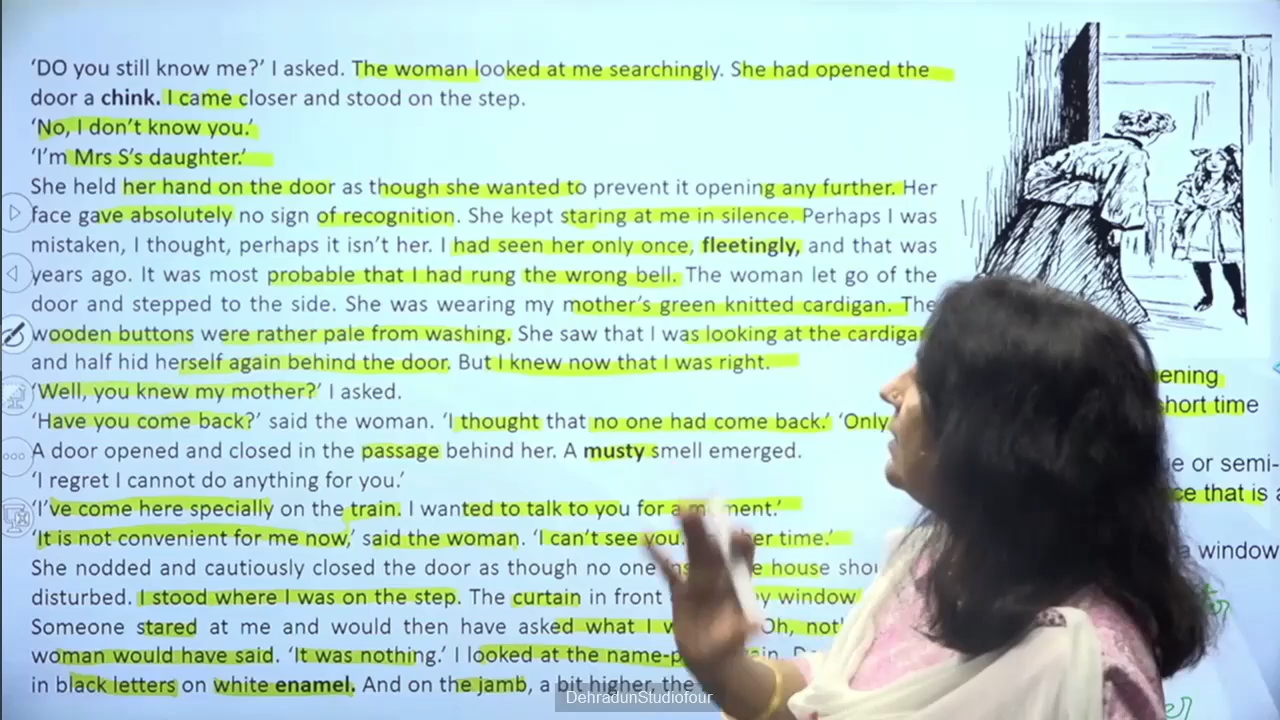 ‘DO you still know me?’ I asked. The woman looked at me searchingly. She had opened the
door a chink. I came closer and stood on the step.
‘No, I don’t know you.’
‘I’m Mrs S’s daughter.’
She held her hand on the door as though she wanted to prevent it opening any further. Her
face gave absolutely no sign of recognition. She kept staring at me in silence. Perhaps I was
mistaken, I thought, perhaps it isn’t her. I had seen her only once, fleetingly, and that was
years ago. It was most probable that I had rung the wrong bell. The woman let go of the
door and stepped to the side. She was wearing my mother’s green knitted cardigan. The
wooden buttons were rather pale from washing. She saw that I was looking at the cardigan
and half hid herself again behind the door. But I knew now that I was right.
‘Well, you knew my mother?’ I asked.
‘Have you come back?’ said the woman. ‘I thought that no one had come back.’ ‘Only
A door opened and closed in the passage behind her. A musty smell emerged.
‘I regret I cannot do anything for you.’
‘I’ve come here specially on the train. I wanted to talk to you for a moment.’
‘It is not convenient for me now,’ said the woman. ‘I can’t see you. time.’
She nodded and cautiously closed the door as though no one house
disturbed. I stood where I was on the step. The curtain in front window
Someone stared at me and would then have asked what I Oh,
woman would have said. ‘It was nothing.’ I looked at the
in black letters on white enamel. And on the jamb, a bit higher, the
ening
short time
e or semi-
ce that is a
a window
DehradunStudiofour